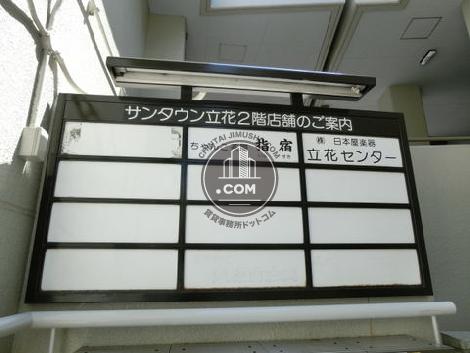 サンタウン立花2階店舗のご案内
指宿
すき
㈱ 日本屋楽器
立花センター
CHINTAI JIMUSHO
.COM
賃貸事務所ドットコム